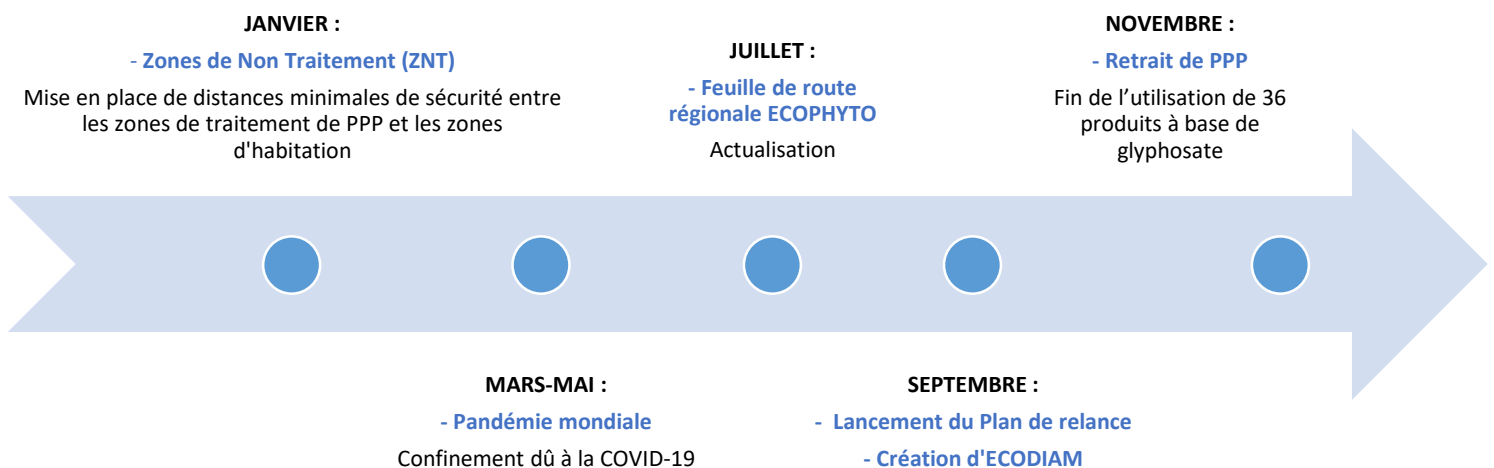 JANVIER :
- Zones de Non Traitement (ZNT)
Mise en place de distances minimales de sécurité entre
les zones de traitement de PPP et les zones
d'habitation
MARS-MAI :
- Pandémie mondiale
Confinement dû à la COVID-19
JUILLET :
- Feuille de route
régionale ECOPHYTO
Actualisation
SEPTEMBRE :
- Lancement du Plan de relance
- Création d'ECODIAM
NOVEMBRE :
- Retrait de PPP
Fin de l’utilisation de 36
produits à base de
glyphosate